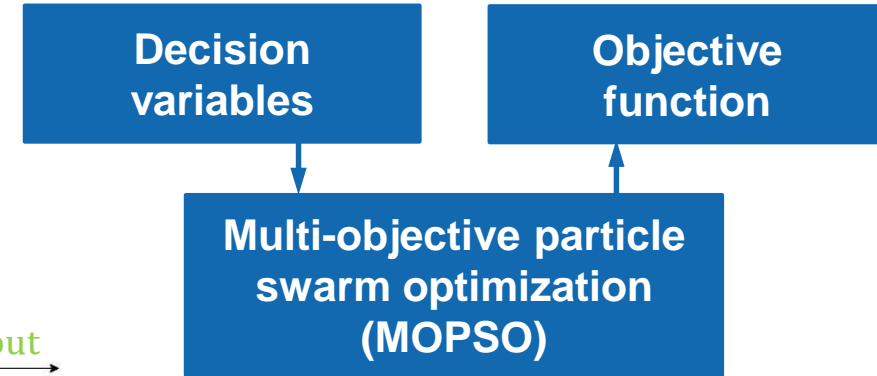 Decision
variables
Objective
function
Multi-objective particle
swarm optimization
(MOPSO)